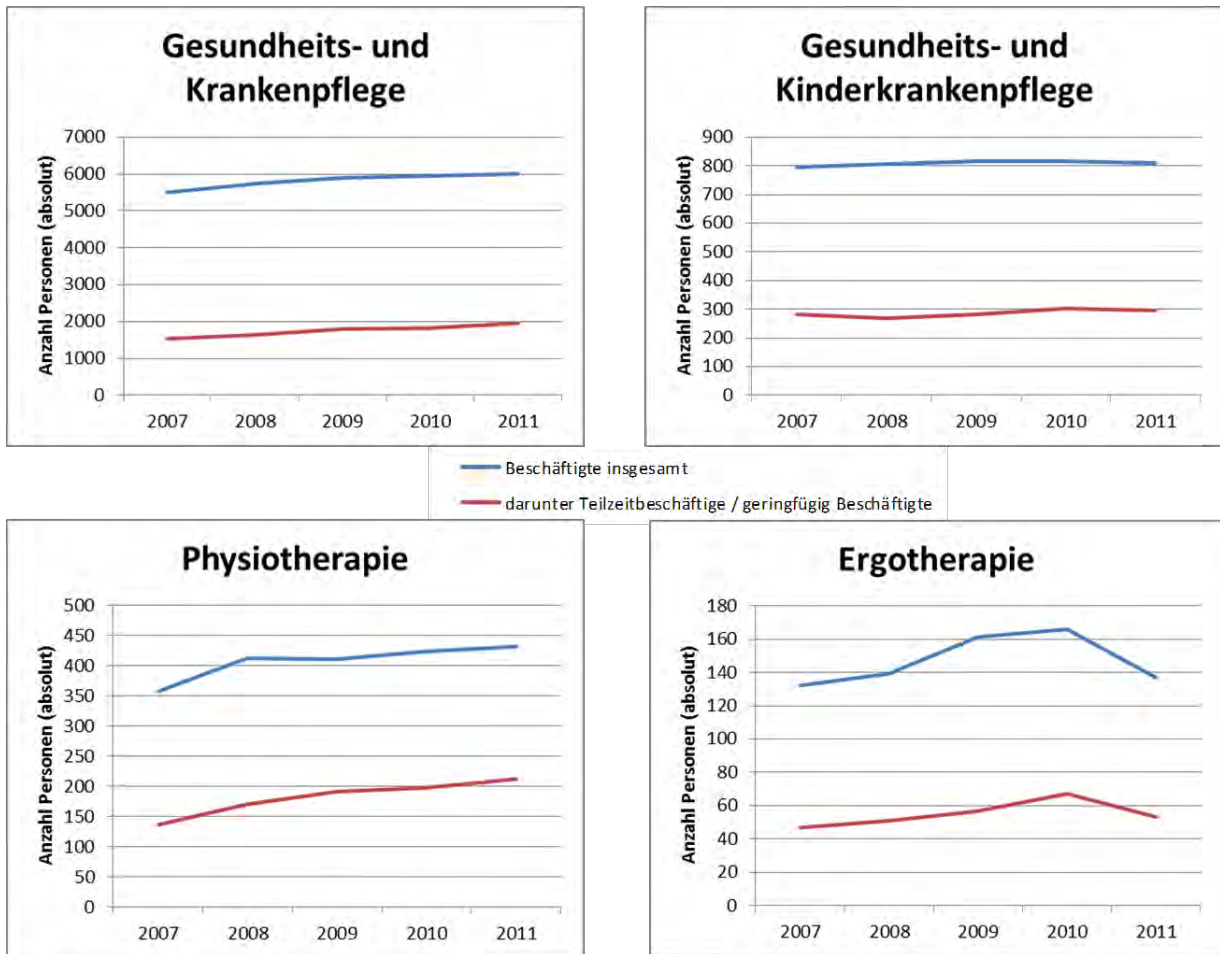 Gesundheits- und
Krankenpflege
Anzahl Personen (absolut)
7000
6000
5000
4000
3000
2000
1000
0
2007 2008 2009 2010 2011
Gesundheits- und
Kinderkrankenpflege
Anzahl Personen (absolut)
900
800
700
600
500
400
300
200
100
0
2007 2008 2009 2010 2011
Beschäftigte insgesamt
darunter Teilzeitbeschäftige / geringfügig Beschäftigte
Physiotherapie
Anzahl Personen (absolut)
500
450
400
350
300
250
200
150
100
50
0
2007 2008 2009 2010 2011
Ergotherapie
Anzahl Personen (absolut)
180
160
140
120
100
80
60
40
20
0
2007 2008 2009 2010 2011